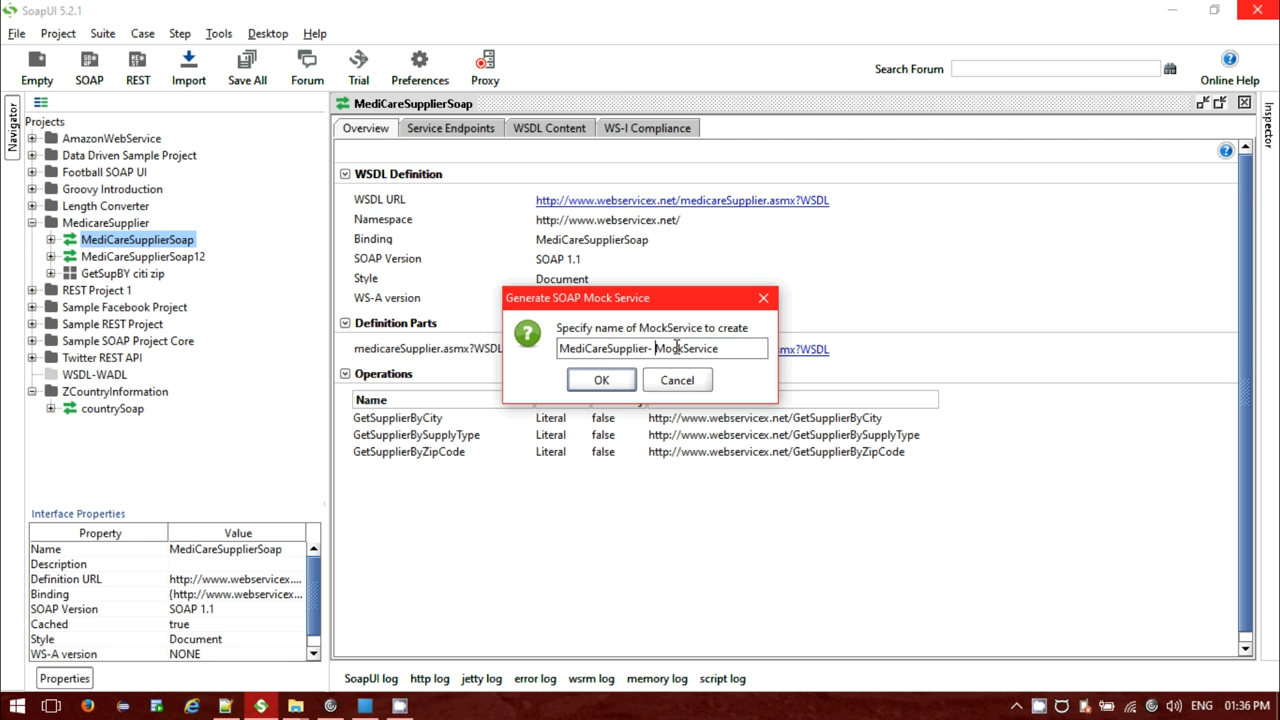 SoapUI 5.2.1
File Project Suite Case Step Tools Desktop Help
Empty SOAP REST Import Save All Forum Trial Preferences Proxy
Search Forum
Online Help
Navigator
Projects
AmazonWebService
Data Driven Sample Project
Football SOAP UI
Groovy Introduction
Length Converter
MedicareSupplier
MediCareSupplierSoap
MediCareSupplierSoap12
GetSupBY citi zip
REST Project 1
Sample Facebook Project
Sample REST Project
Sample SOAP Project Core
Twitter REST API
WSDL-WADL
ZCountryInformation
countrySoap
Interface Properties
Property Value
Name MediCareSupplierSoap
Description
Definition URL http://www.webservicex....
Binding {http://www.webservicex...
SOAP Version SOAP 1.1
Cached true
Style Document
WS-A version NONE
Properties
MediCareSupplierSoap
Overview Service Endpoints WSDL Content WS-I Compliance
WSDL Definition
WSDL URL http://www.webservicex.net/medicareSupplier.asmx?WSDL
Namespace http://www.webservicex.net/
Binding MediCareSupplierSoap
SOAP Version SOAP 1.1
Style Document
WS-A version
Definition Parts
medicareSupplier.asmx?WSDL
mx?WSDL
Operations
Name
GetSupplierByCity Literal false http://www.webservicex.net/GetSupplierByCity
GetSupplierBySupplyType Literal false http://www.webservicex.net/GetSupplierBySupplyType
GetSupplierByZipCode Literal false http://www.webservicex.net/GetSupplierByZipCode
Generate SOAP Mock Service
Specify name of MockService to create
MediCareSupplier- MockService
OK Cancel
Inspector
SoapUI log http log jetty log error log wsrm log memory log script log
ENG 01:36 PM